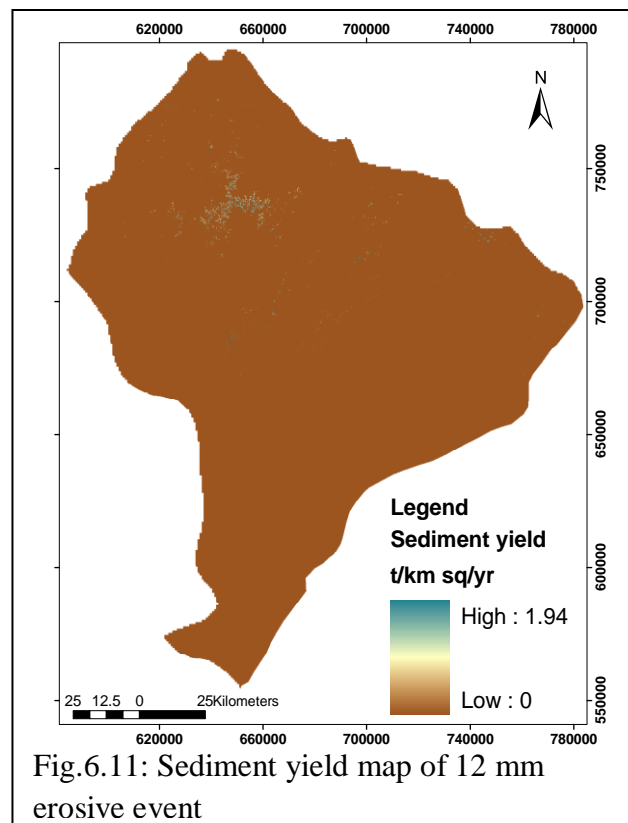 620000 660000 700000 740000 780000
N
750000
700000
650000
600000
550000
Legend
Sediment yield
t/km sq/yr
High : 1.94
Low : 0
25 12.5 0 25Kilometers
620000 660000 700000 740000 780000
Fig.6.11: Sediment yield map of 12 mm
erosive event